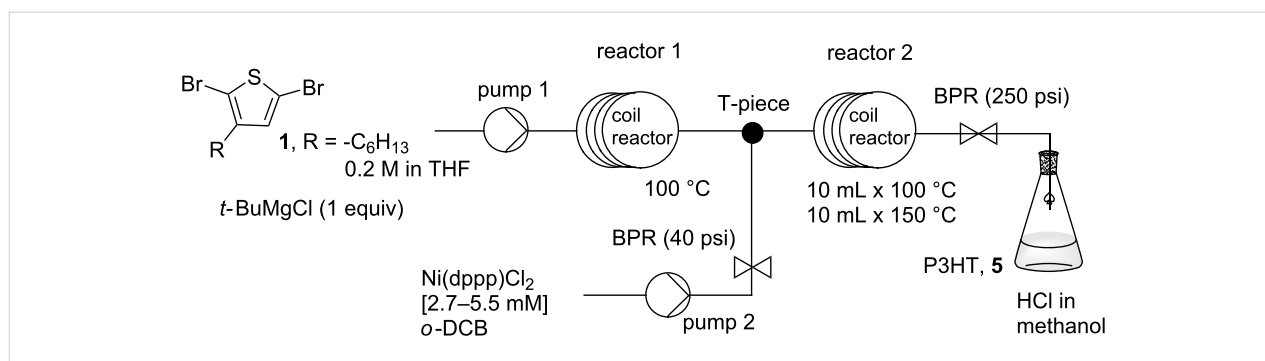 reactor 1
reactor 2
Br
S
Br
pump 1
T-piece
BPR (250 psi)
coil
reactor
coil
reactor
R
1, R = -C₆H₁₃
0.2 M in THF
100 °C
10 mL x 100 °C
10 mL x 150 °C
t-BuMgCl (1 equiv)
BPR (40 psi)
P3HT, 5
Ni(dppp)Cl₂
[2.7–5.5 mM]
o-DCB
pump 2
HCl in
methanol